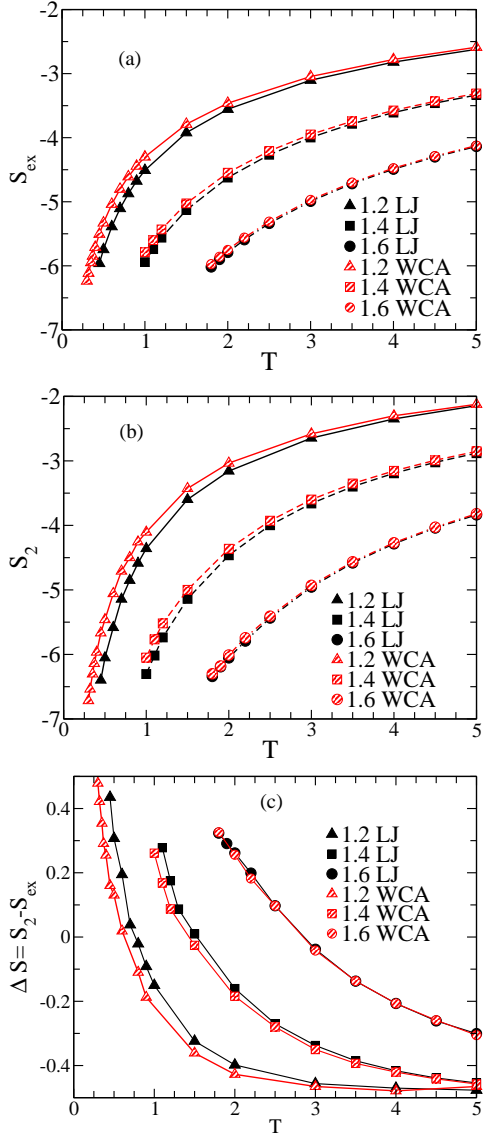 -2
(a)
-3
-4
S_ex
-5
1.2 LJ
1.4 LJ
1.6 LJ
-6
1.2 WCA
1.4 WCA
1.6 WCA
-7
0 1 2 3 4 5
T
-2
(b)
-3
-4
S_2
-5
1.2 LJ
1.4 LJ
1.6 LJ
-6
1.2 WCA
1.4 WCA
1.6 WCA
-7
0 1 2 3 4 5
T
(c)
0.4
1.2 LJ
1.4 LJ
1.6 LJ
0.2
1.2 WCA
1.4 WCA
1.6 WCA
0
Δ S= S_2-S_ex
-0.2
-0.4
0 1 2 3 4 5
T